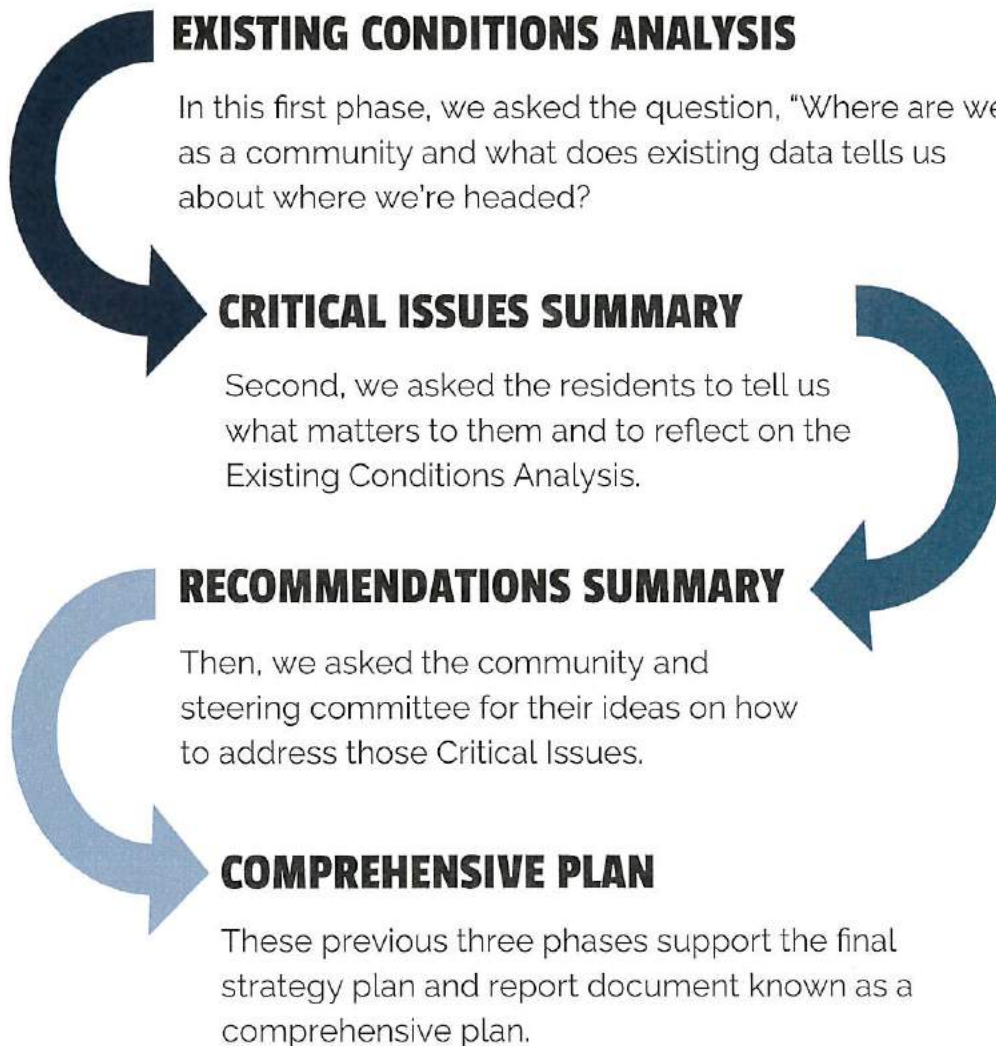 EXISTING CONDITIONS ANALYSIS
In this first phase, we asked the question, “Where are we
as a community and what does existing data tells us
about where we're headed?
CRITICAL ISSUES SUMMARY
Second, we asked the residents to tell us
what matters to them and to reflect on the
Existing Conditions Analysis.
RECOMMENDATIONS SUMMARY
Then, we asked the community and
steering committee for their ideas on how
to address those Critical Issues.
COMPREHENSIVE PLAN
These previous three phases support the final
strategy plan and report document known as a
comprehensive plan.